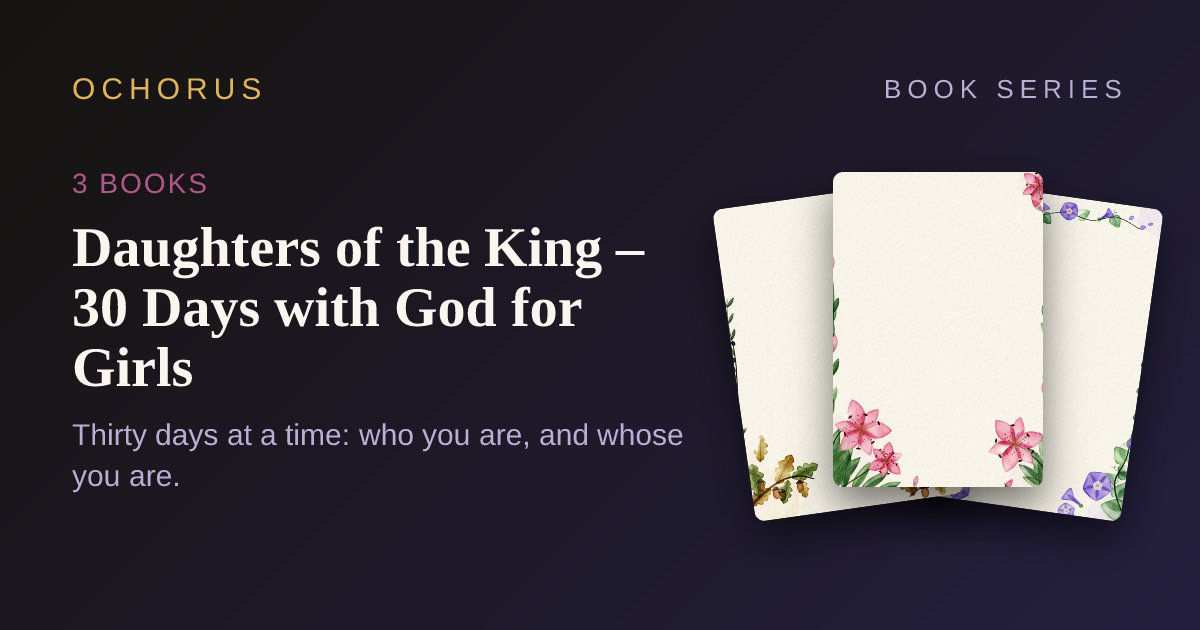 OCHORUS
BOOK SERIES
3 BOOKS
Daughters of the King –
30 Days with God for
Girls
Thirty days at a time: who you are, and whose
you are.